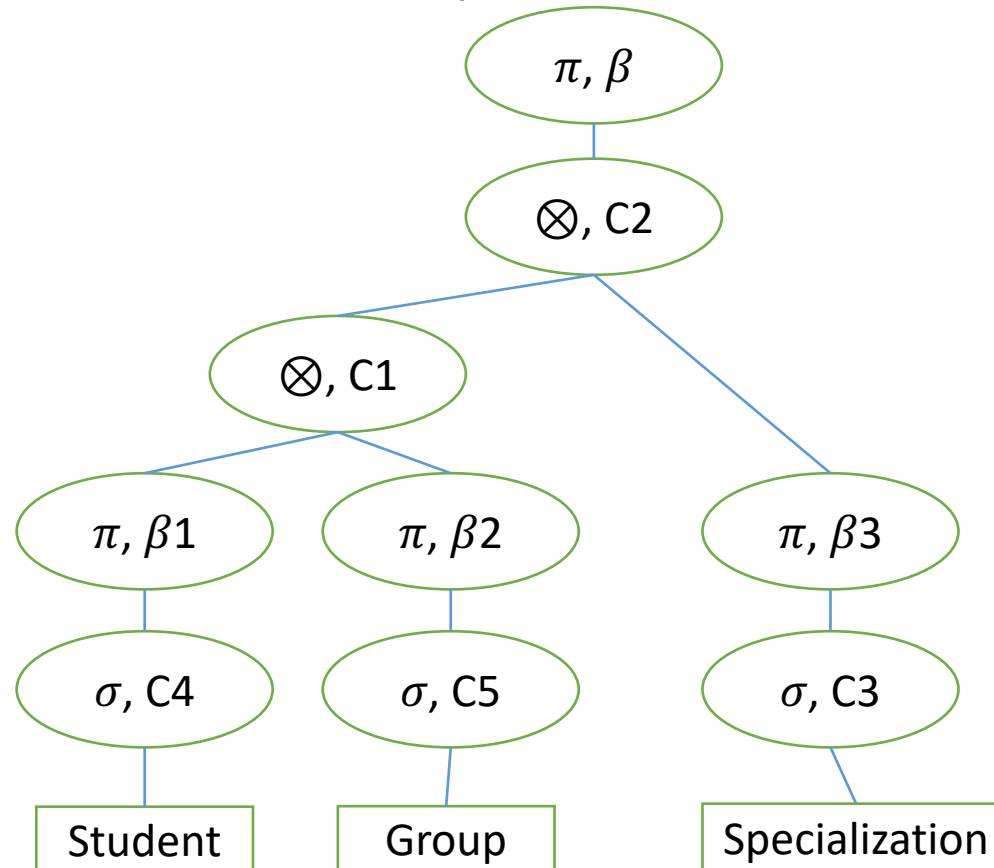 π, β
⊗, C2
⊗, C1
π, β1
π, β2
π, β3
σ, C4
σ, C5
σ, C3
Student
Group
Specialization